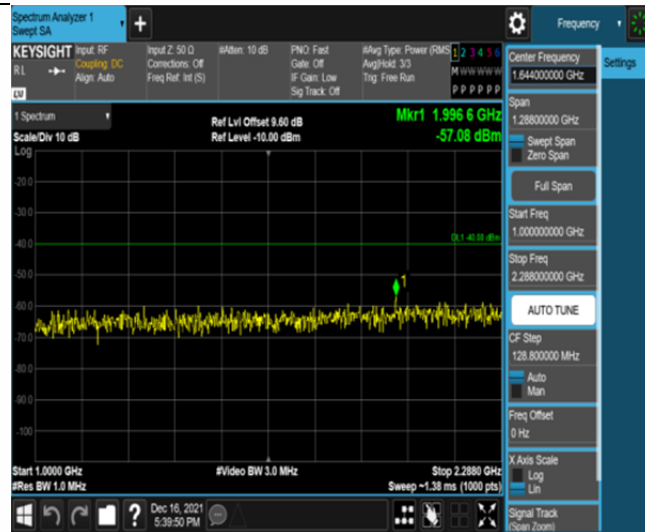 Spectrum Analyzer 1
Swept SA
+
Frequency
KEYSIGHT
RL
LXI
Input: RF
Coupling: DC
Align: Auto
Input Z: 50 Ω
Corrections: Off
Freq Ref: Int (S)
#Atten: 10 dB
PNO: Fast
Gate: Off
IF Gain: Low
Sig Track: Off
#Avg Type: Power (RMS
Avg|Hold: 3/3
Trig: Free Run
1 2 3 4 5 6
M W W W W W
P P P P P P
Center Frequency
1.644000000 GHz
Settings
1 Spectrum
Scale/Div 10 dB
Log
Ref Lvl Offset 9.60 dB
Ref Level -10.00 dBm
Mkr1 1.996 6 GHz
-57.08 dBm
Span
1.28800000 GHz
Swept Span
Zero Span
Full Span
Start Freq
1.000000000 GHz
Stop Freq
2.288000000 GHz
AUTO TUNE
CF Step
128.800000 MHz
Auto
Man
Freq Offset
0 Hz
X Axis Scale
Log
Lin
Signal Track
(Span Zoom)
-20.0
-30.0
-40.0
DL1 -40.00 dBm
-50.0
1
-60.0
-70.0
-80.0
-90.0
-100
Start 1.0000 GHz
#Res BW 1.0 MHz
#Video BW 3.0 MHz
Stop 2.2880 GHz
Sweep ~1.38 ms (1000 pts)
?
Dec 16, 2021
5:39:50 PM